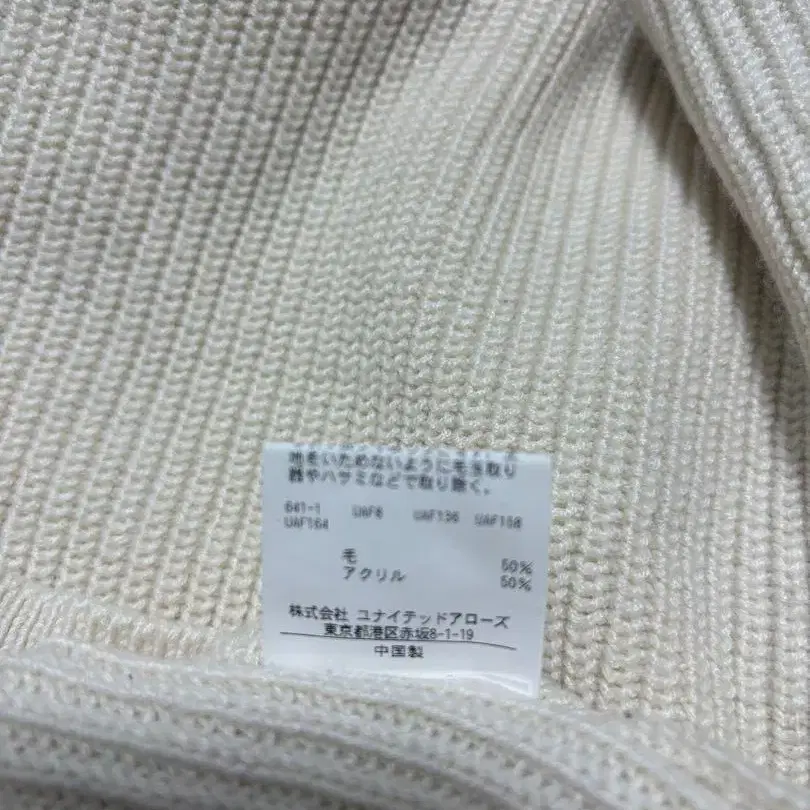 地をいためないように毛玉取り
器やハサミなどで取り除く。
641-1 UAF8 UAF136 UAF158
UAF164
毛 50%
アクリル 50%
株式会社 ユナイテッドアローズ
東京都港区赤坂8-1-19
中国製